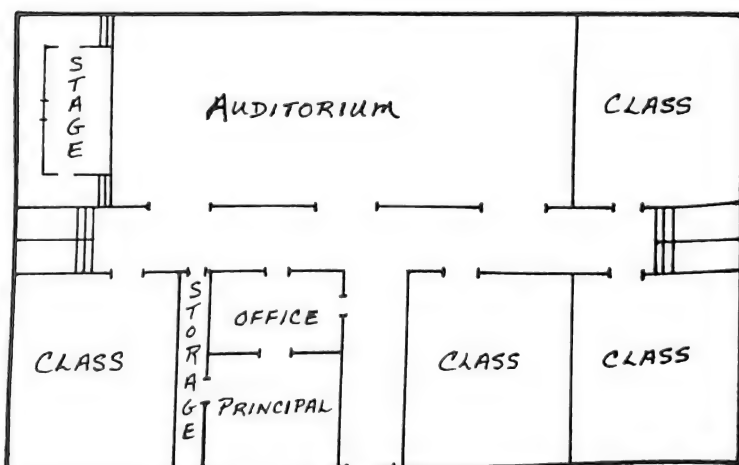 STAGE
AUDITORIUM
CLASS
CLASS
STORAGE
OFFICE
PRINCIPAL
CLASS
CLASS